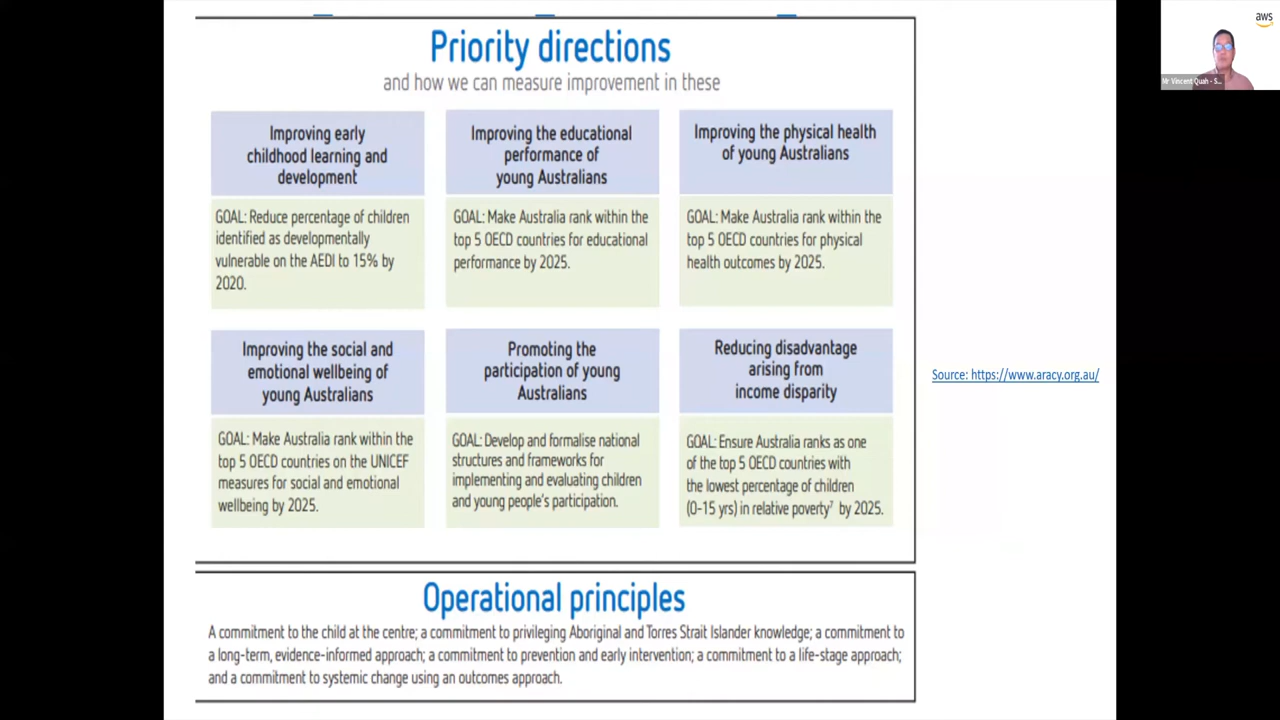 Priority directions
and how we can measure improvement in these
Improving early
childhood learning and
development
GOAL: Reduce percentage of children
identified as developmentally
vulnerable on the AEDI to 15% by
2020.
Improving the educational
performance of
young Australians
GOAL: Make Australia rank within the
top 5 OECD countries for educational
performance by 2025.
Improving the physical health
of young Australians
GOAL: Make Australia rank within the
top 5 OECD countries for physical
health outcomes by 2025.
Improving the social and
emotional wellbeing of
young Australians
GOAL: Make Australia rank within the
top 5 OECD countries on the UNICEF
measures for social and emotional
wellbeing by 2025.
Promoting the
participation of young
Australians
GOAL: Develop and formalise national
structures and frameworks for
implementing and evaluating children
and young people's participation.
Reducing disadvantage
arising from
income disparity
GOAL: Ensure Australia ranks as one
of the top 5 OECD countries with
the lowest percentage of children
(0-15 yrs) in relative poverty⁷ by 2025.
Operational principles
A commitment to the child at the centre; a commitment to privileging Aboriginal and Torres Strait Islander knowledge; a commitment to
a long-term, evidence-informed approach; a commitment to prevention and early intervention; a commitment to a life-stage approach;
and a commitment to systemic change using an outcomes approach.
Source: https://www.aracy.org.au/
aws
Mr Vincent Quah - S...